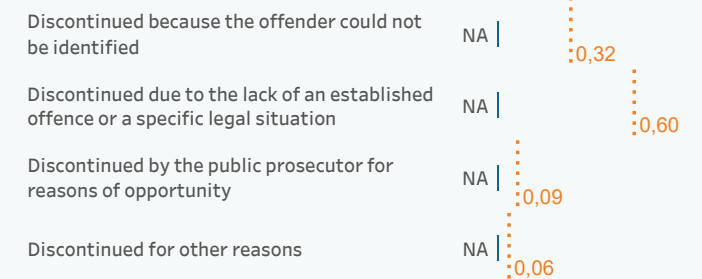 Discontinued because the offender could not
be identified
NA
0,32
Discontinued due to the lack of an established
offence or a specific legal situation
NA
0,60
Discontinued by the public prosecutor for
reasons of opportunity
NA
0,09
Discontinued for other reasons
NA
0,06